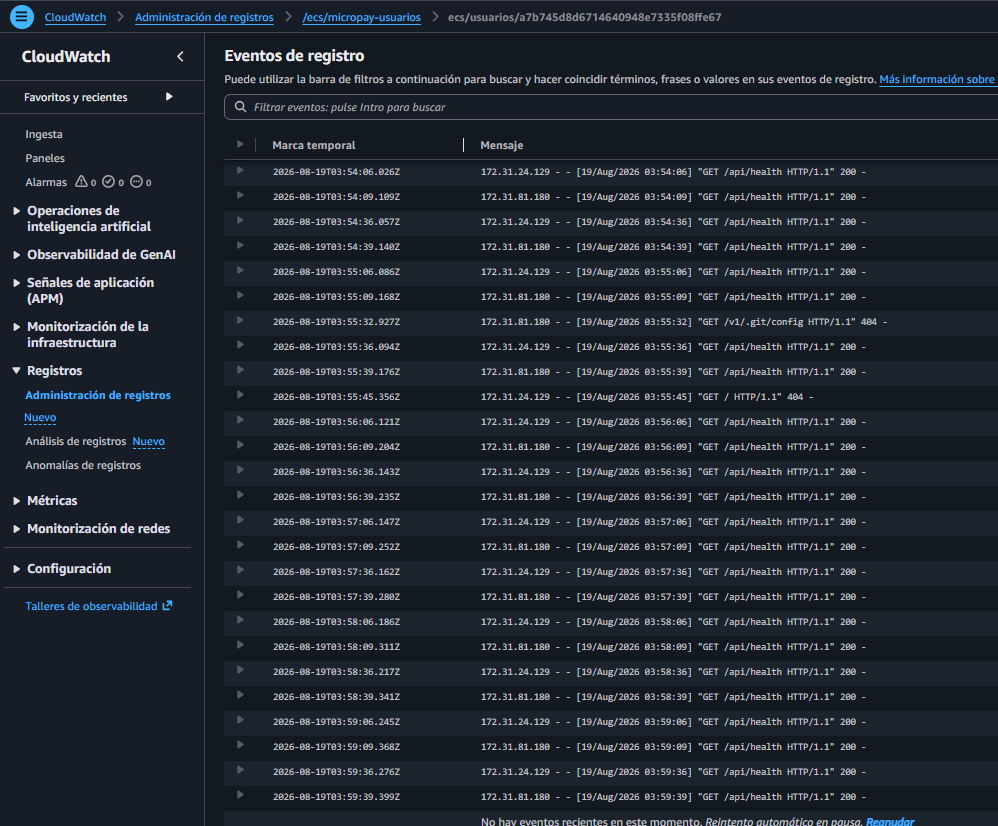 CloudWatch > Administración de registros > /ecs/micropay-usuarios > ecs/usuarios/a7b745d8d6714640948e7335f08ffe67
CloudWatch
Favoritos y recientes
Ingesta
Paneles
Alarmas 0 0 0
Operaciones de
inteligencia artificial
Observabilidad de GenAI
Señales de aplicación
(APM)
Monitorización de la
infraestructura
Registros
Administración de registros
Nuevo
Análisis de registros Nuevo
Anomalías de registros
Métricas
Monitorización de redes
Configuración
Talleres de observabilidad
Eventos de registro
Puede utilizar la barra de filtros a continuación para buscar y hacer coincidir términos, frases o valores en sus eventos de registro. Más información sobre
Filtrar eventos: pulse Intro para buscar
Marca temporal Mensaje
2026-08-19T03:54:06.026Z 172.31.24.129 - - [19/Aug/2026 03:54:06] "GET /api/health HTTP/1.1" 200 -
2026-08-19T03:54:09.109Z 172.31.81.180 - - [19/Aug/2026 03:54:09] "GET /api/health HTTP/1.1" 200 -
2026-08-19T03:54:36.057Z 172.31.24.129 - - [19/Aug/2026 03:54:36] "GET /api/health HTTP/1.1" 200 -
2026-08-19T03:54:39.140Z 172.31.81.180 - - [19/Aug/2026 03:54:39] "GET /api/health HTTP/1.1" 200 -
2026-08-19T03:55:06.086Z 172.31.24.129 - - [19/Aug/2026 03:55:06] "GET /api/health HTTP/1.1" 200 -
2026-08-19T03:55:09.168Z 172.31.81.180 - - [19/Aug/2026 03:55:09] "GET /api/health HTTP/1.1" 200 -
2026-08-19T03:55:32.927Z 172.31.81.180 - - [19/Aug/2026 03:55:32] "GET /v1/.git/config HTTP/1.1" 404 -
2026-08-19T03:55:36.094Z 172.31.24.129 - - [19/Aug/2026 03:55:36] "GET /api/health HTTP/1.1" 200 -
2026-08-19T03:55:39.176Z 172.31.81.180 - - [19/Aug/2026 03:55:39] "GET /api/health HTTP/1.1" 200 -
2026-08-19T03:55:45.356Z 172.31.24.129 - - [19/Aug/2026 03:55:45] "GET / HTTP/1.1" 404 -
2026-08-19T03:56:06.121Z 172.31.24.129 - - [19/Aug/2026 03:56:06] "GET /api/health HTTP/1.1" 200 -
2026-08-19T03:56:09.204Z 172.31.81.180 - - [19/Aug/2026 03:56:09] "GET /api/health HTTP/1.1" 200 -
2026-08-19T03:56:36.143Z 172.31.24.129 - - [19/Aug/2026 03:56:36] "GET /api/health HTTP/1.1" 200 -
2026-08-19T03:56:39.235Z 172.31.81.180 - - [19/Aug/2026 03:56:39] "GET /api/health HTTP/1.1" 200 -
2026-08-19T03:57:06.147Z 172.31.24.129 - - [19/Aug/2026 03:57:06] "GET /api/health HTTP/1.1" 200 -
2026-08-19T03:57:09.252Z 172.31.81.180 - - [19/Aug/2026 03:57:09] "GET /api/health HTTP/1.1" 200 -
2026-08-19T03:57:36.162Z 172.31.24.129 - - [19/Aug/2026 03:57:36] "GET /api/health HTTP/1.1" 200 -
2026-08-19T03:57:39.280Z 172.31.81.180 - - [19/Aug/2026 03:57:39] "GET /api/health HTTP/1.1" 200 -
2026-08-19T03:58:06.186Z 172.31.24.129 - - [19/Aug/2026 03:58:06] "GET /api/health HTTP/1.1" 200 -
2026-08-19T03:58:09.311Z 172.31.81.180 - - [19/Aug/2026 03:58:09] "GET /api/health HTTP/1.1" 200 -
2026-08-19T03:58:36.217Z 172.31.24.129 - - [19/Aug/2026 03:58:36] "GET /api/health HTTP/1.1" 200 -
2026-08-19T03:58:39.341Z 172.31.81.180 - - [19/Aug/2026 03:58:39] "GET /api/health HTTP/1.1" 200 -
2026-08-19T03:59:06.245Z 172.31.24.129 - - [19/Aug/2026 03:59:06] "GET /api/health HTTP/1.1" 200 -
2026-08-19T03:59:09.368Z 172.31.81.180 - - [19/Aug/2026 03:59:09] "GET /api/health HTTP/1.1" 200 -
2026-08-19T03:59:36.276Z 172.31.24.129 - - [19/Aug/2026 03:59:36] "GET /api/health HTTP/1.1" 200 -
2026-08-19T03:59:39.399Z 172.31.81.180 - - [19/Aug/2026 03:59:39] "GET /api/health HTTP/1.1" 200 -
No hay eventos recientes en este momento. Reintento automático en pausa. Reanudar